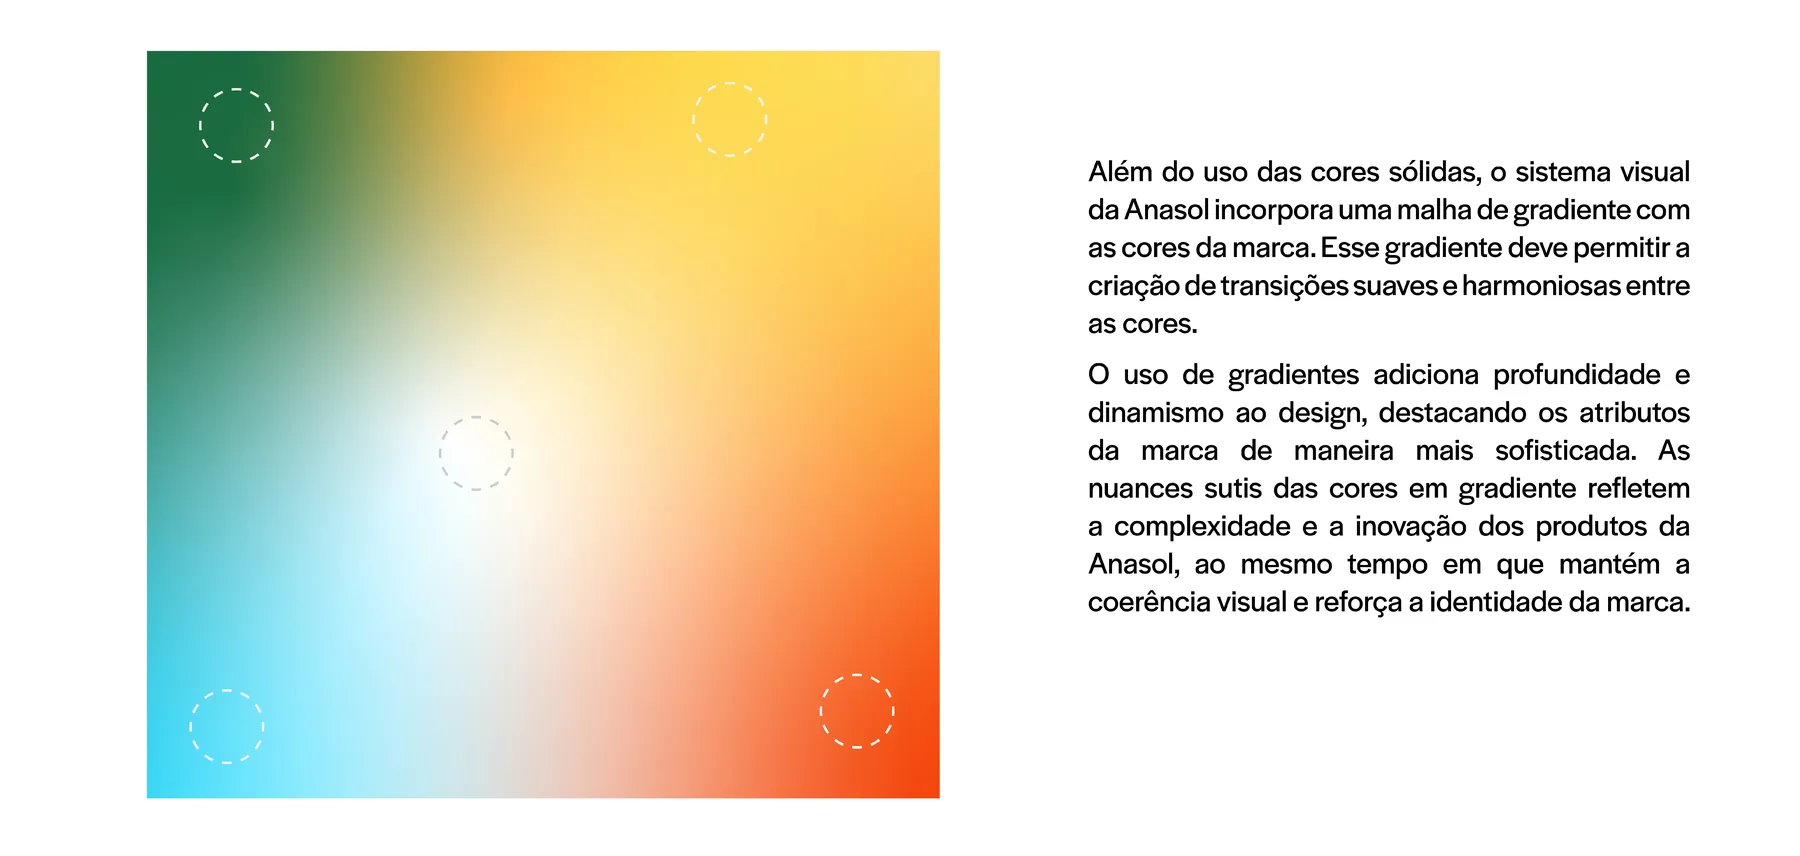 Além do uso das cores sólidas, o sistema visual
da Anasol incorpora uma malha de gradiente com
as cores da marca. Esse gradiente deve permitir a
criação de transições suaves e harmoniosas entre
as cores.
O uso de gradientes adiciona profundidade e
dinamismo ao design, destacando os atributos
da marca de maneira mais sofisticada. As
nuances sutis das cores em gradiente refletem
a complexidade e a inovação dos produtos da
Anasol, ao mesmo tempo em que mantém a
coerência visual e reforça a identidade da marca.